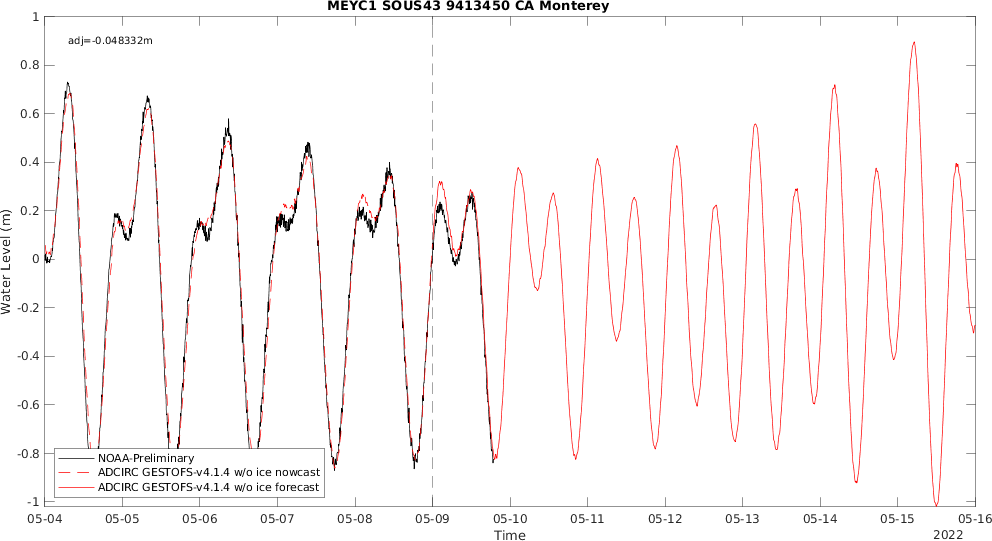 MEYC1 SOUS43 9413450 CA Monterey
adj=-0.048332m
Water Level (m)
1
0.8
0.6
0.4
0.2
0
-0.2
-0.4
-0.6
-0.8
-1
NOAA-Preliminary
ADCIRC GESTOFS-v4.1.4 w/o ice nowcast
ADCIRC GESTOFS-v4.1.4 w/o ice forecast
05-04 05-05 05-06 05-07 05-08 05-09 05-10 05-11 05-12 05-13 05-14 05-15 05-16
Time
2022